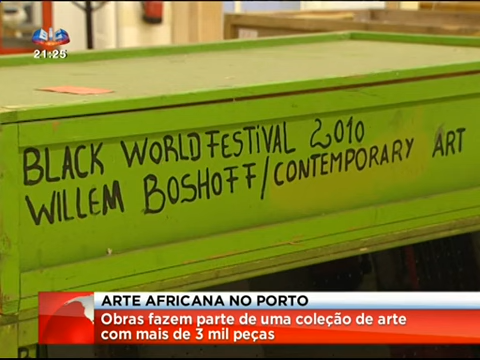 SIC
21:25
BLACK WORLD FESTIVAL 2010
WILLEM BOSHOFF/CONTEMPORARY ART
ARTE AFRICANA NO PORTO
Obras fazem parte de uma coleção de arte
com mais de 3 mil peças